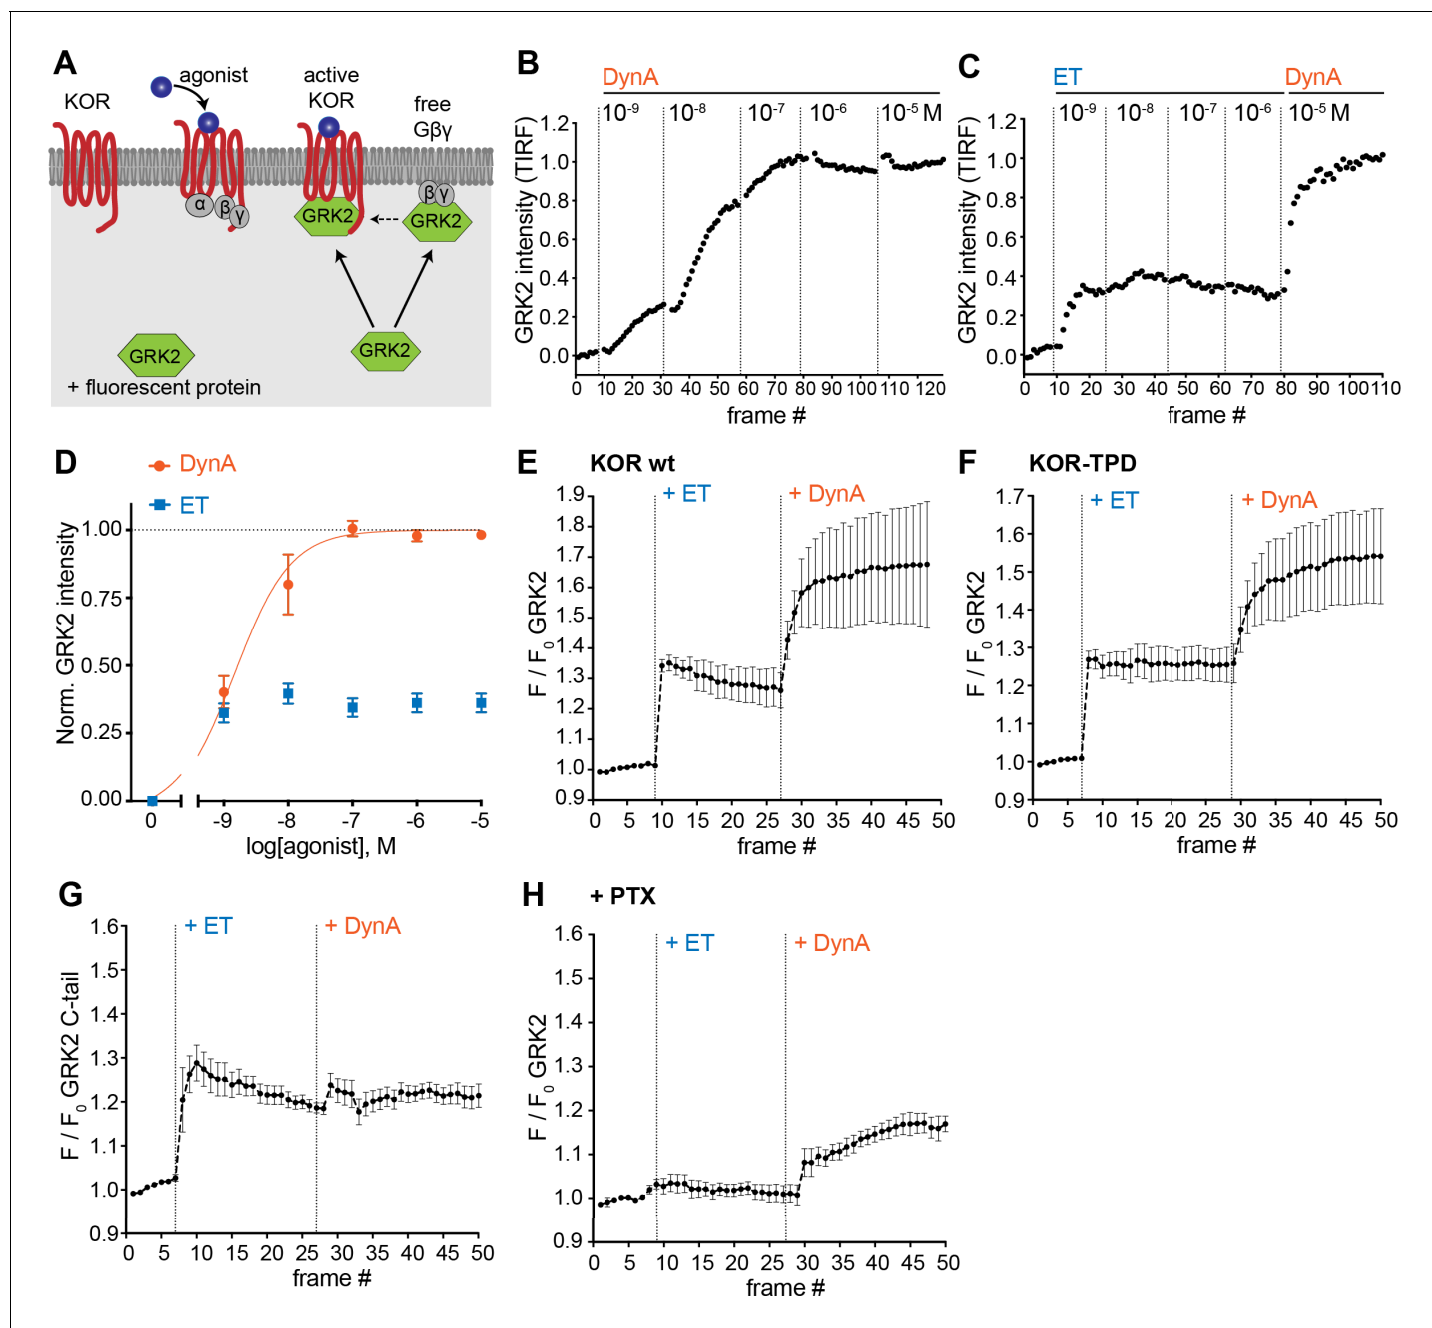 A
agonist
KOR
active
KOR
free
Gβγ
α
β
γ
GRK2
β
γ
GRK2
GRK2
GRK2
+ fluorescent protein
B
DynA
10-9
10-8
10-7
10-6
10-5 M
GRK2 intensity (TIRF)
1.2
1.0
0.8
0.6
0.4
0.2
0.0
0 10 20 30 40 50 60 70 80 90 100 110 120
frame #
C
ET
DynA
10-9
10-8
10-7
10-6
10-5 M
GRK2 intensity (TIRF)
1.2
1.0
0.8
0.6
0.4
0.2
0.0
0 10 20 30 40 50 60 70 80 90 100 110
frame #
D
DynA
ET
Norm. GRK2 intensity
1.00
0.75
0.50
0.25
0.00
0 -9 -8 -7 -6 -5
log[agonist], M
E
KOR wt
+ ET
+ DynA
F / F0 GRK2
1.9
1.8
1.7
1.6
1.5
1.4
1.3
1.2
1.1
1.0
0.9
0 5 10 15 20 25 30 35 40 45 50
frame #
F
KOR-TPD
+ ET
+ DynA
F / F0 GRK2
1.7
1.6
1.5
1.4
1.3
1.2
1.1
1.0
0.9
0 5 10 15 20 25 30 35 40 45 50
frame #
G
+ ET
+ DynA
F / F0 GRK2 C-tail
1.6
1.5
1.4
1.3
1.2
1.1
1.0
0.9
0 5 10 15 20 25 30 35 40 45 50
frame #
H
+ PTX
+ ET
+ DynA
F / F0 GRK2
1.6
1.5
1.4
1.3
1.2
1.1
1.0
0.9
0 5 10 15 20 25 30 35 40 45 50
frame #